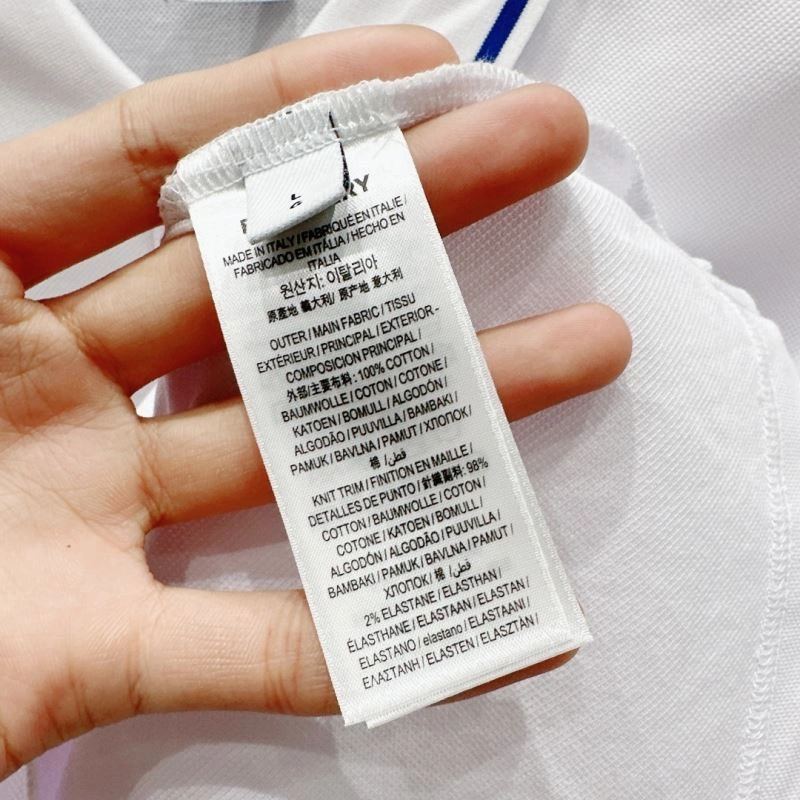 L
MADE IN ITALY / FABRIQUÉ EN ITALIE /
FABRICADO EM ITÁLIA / HECHO EN
ITALIA
원산지: 이탈리아
原產地 義大利 / 原产地 意大利
OUTER / MAIN FABRIC / TISSU
EXTÉRIEUR / PRINCIPAL / EXTERIOR -
COMPOSICION PRINCIPAL /
外部/主要布料: 100% COTTON /
BAUMWOLLE / COTON / COTONE /
KATOEN / BOMULL / ALGODÓN /
ALGODÃO / PUUVILLA / BAMBAKI /
PAMUK / BAVLNA / PAMUT / ХЛОПОК /
棉 / قطن
KNIT TRIM / FINITION EN MAILLE /
DETALLES DE PUNTO / 針織副料: 98%
COTTON / BAUMWOLLE / COTON /
COTONE / KATOEN / BOMULL /
ALGODÓN / ALGODÃO / PUUVILLA /
BAMBAKI / PAMUK / BAVLNA / PAMUT /
ХЛОПОК / 棉 / قطن
2% ELASTANE / ELASTHAN /
ÉLASTHANE / ELASTAAN / ELASTAN /
ELASTANO / elastano / ELASTAANI /
ΕΛΑΣΤΑΝΗ / ELASTEN / ELASZTÁN /